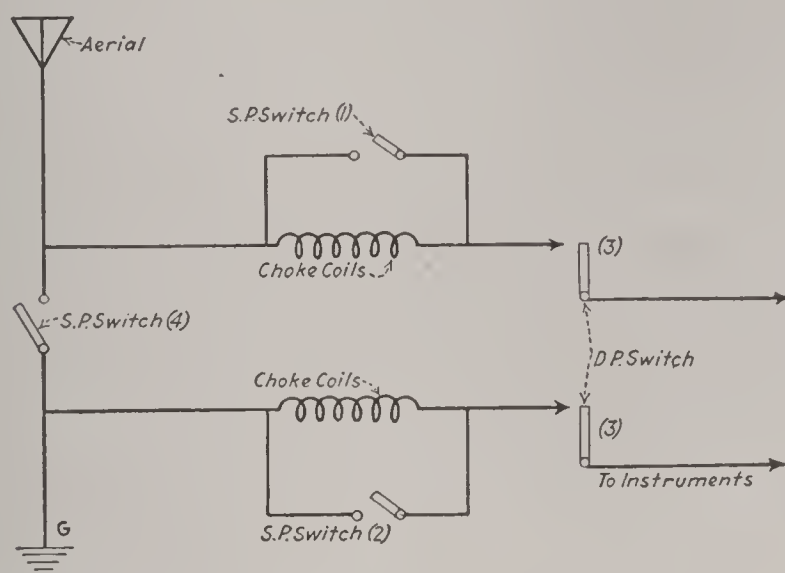 Aerial
S.P.Switch (1)
(3)
Choke Coils
S.P.Switch (4)
D P.Switch
Choke Coils
(3)
To Instruments
G
S.P.Switch (2)